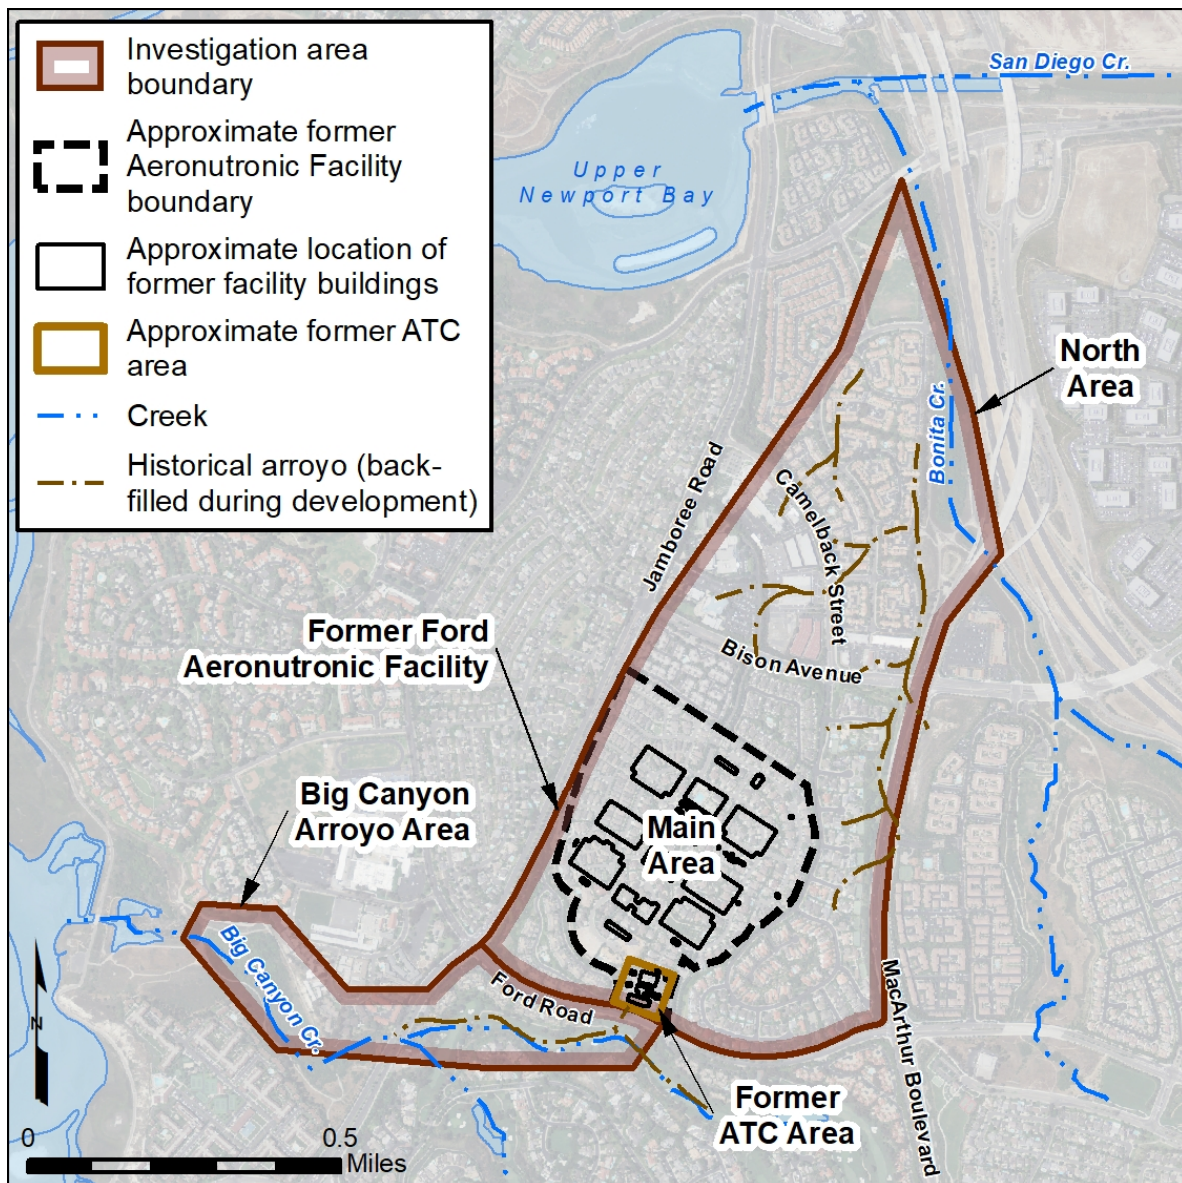 Investigation area
boundary
Approximate former
Aeronutronic Facility
boundary
Approximate location of
former facility buildings
Approximate former ATC
area
Creek
Historical arroyo (back-
filled during development)
San Diego Cr.
Upper
Newport Bay
North
Area
Bonita Cr.
Jamboree Road
Camelback Street
Bison Avenue
Former Ford
Aeronutronic Facility
Main
Area
Big Canyon
Arroyo Area
Big Canyon Cr.
Ford Road
MacArthur Boulevard
Former
ATC Area
N
0 0.5
Miles